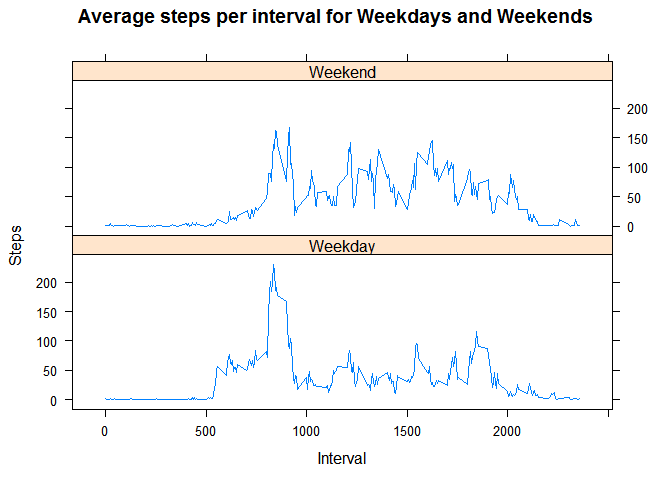 Average steps per interval for Weekdays and Weekends
Weekend
200
150
100
50
0
Weekday
200
150
100
50
0
Steps
0 500 1000 1500 2000
Interval